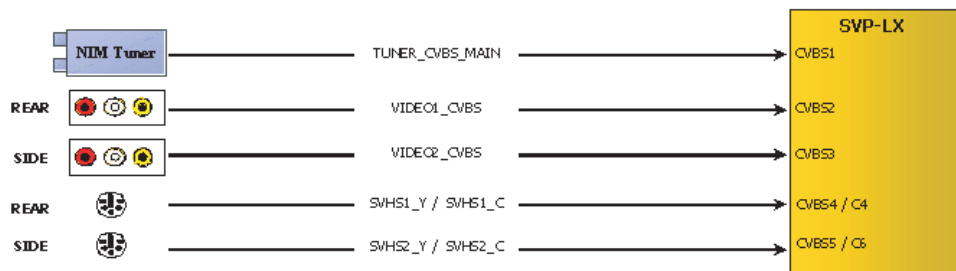 SVP-LX
NIM Tuner TUNER_CVBS_MAIN CVBS1
REAR VIDEO1_CVBS CVBS2
SIDE VIDEO2_CVBS CVBS3
REAR SVHS1_Y / SVHS1_C CVBS4 / C4
SIDE SVHS2_Y / SVHS2_C CVBS5 / C6